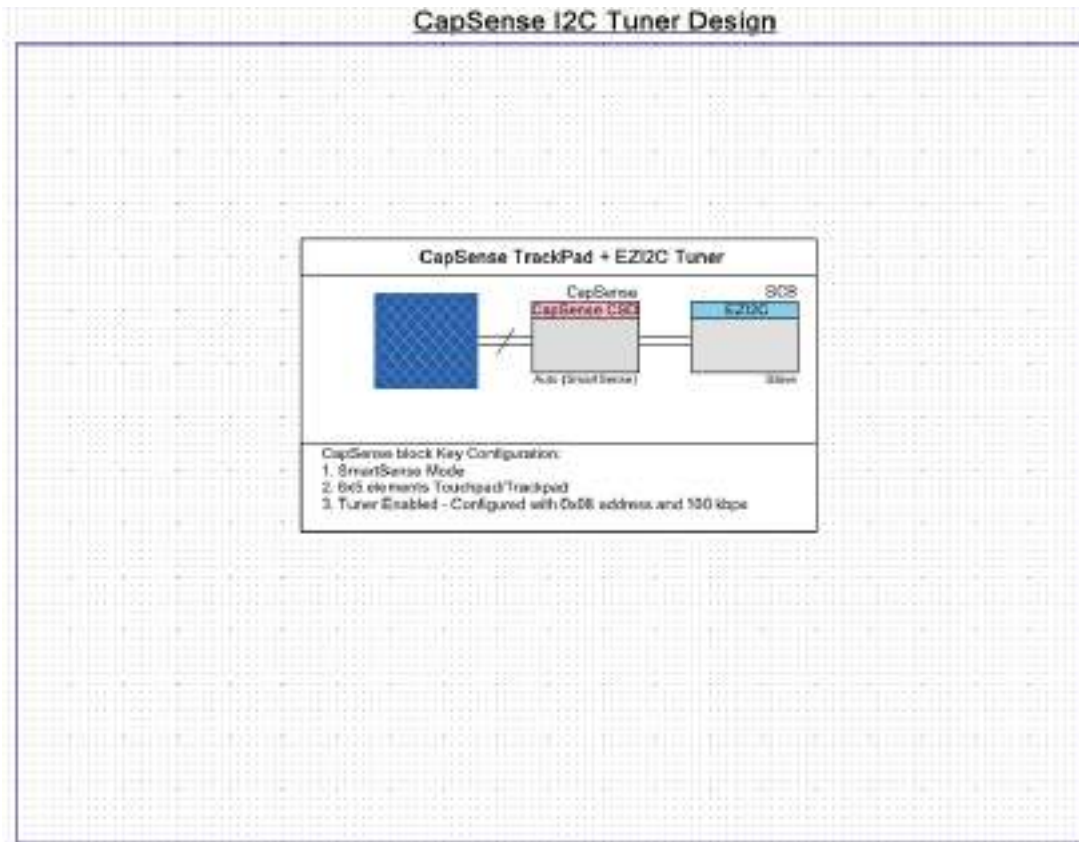 CapSense I2C Tuner Design
CapSense TrackPad + EZI2C Tuner
CapSense
SCB
CapSense CSD
EZI2C
Auto (SmartSense)
Slave
CapSense block Key Configuration:
1. SmartSense Mode
2. 6x5 elements Touchpad/Trackpad
3. Tuner Enabled - Configured with 0x08 address and 100 kbps